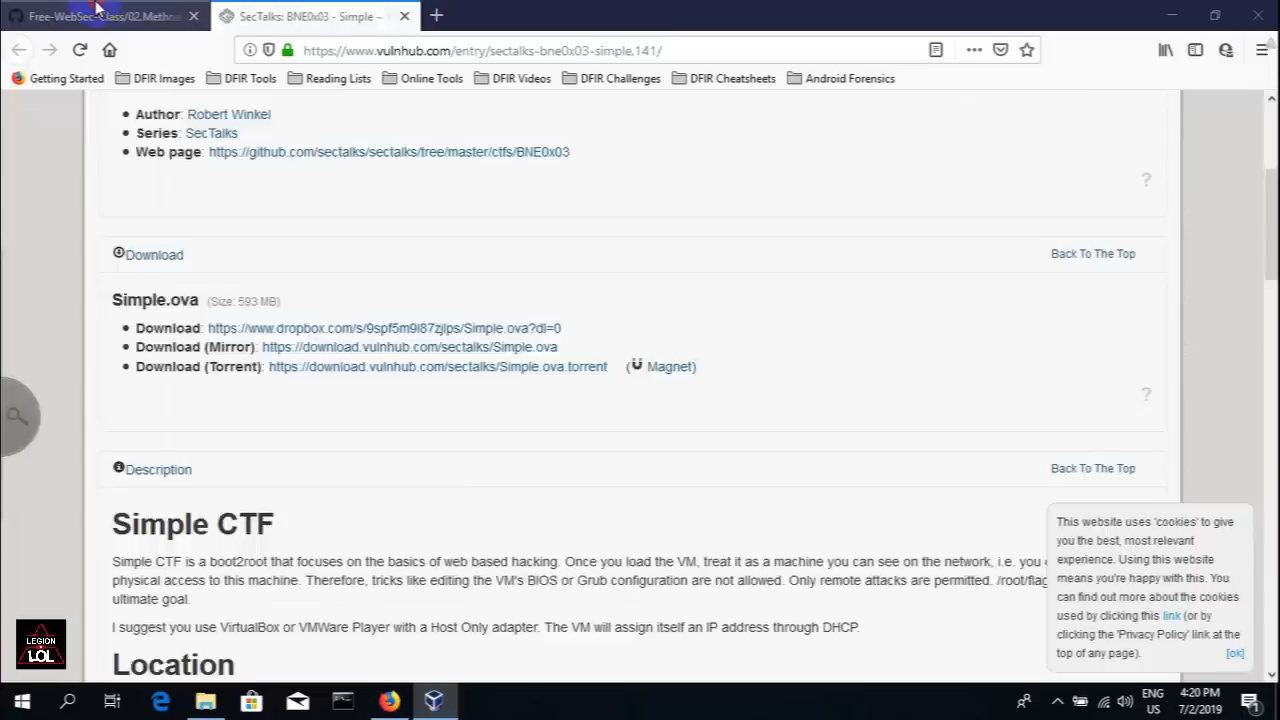 Free-WebSec-Class/02.Metho
SecTalks: BNE0x03 - Simple ~
https://www.vulnhub.com/entry/sectalks-bne0x03-simple,141/
Getting Started
DFIR Images
DFIR Tools
Reading Lists
Online Tools
DFIR Videos
DFIR Challenges
DFIR Cheatsheets
Android Forensics
Author: Robert Winkel
Series: SecTalks
Web page: https://github.com/sectalks/sectalks/tree/master/ctfs/BNE0x03
?
Download
Back To The Top
Simple.ova (Size: 593 MB)
Download: https://www.dropbox.com/s/9spf5m9l87zjlps/Simple.ova?dl=0
Download (Mirror): https://download.vulnhub.com/sectalks/Simple.ova
Download (Torrent): https://download.vulnhub.com/sectalks/Simple.ova.torrent (Magnet)
?
Description
Back To The Top
Simple CTF
Simple CTF is a boot2root that focuses on the basics of web based hacking. Once you load the VM, treat it as a machine you can see on the network, i.e. you
physical access to this machine. Therefore, tricks like editing the VM's BIOS or Grub configuration are not allowed. Only remote attacks are permitted. /root/flag
ultimate goal.
I suggest you use VirtualBox or VMWare Player with a Host Only adapter. The VM will assign itself an IP address through DHCP.
Location
This website uses 'cookies' to give
you the best, most relevant
experience. Using this website
means you're happy with this. You
can find out more about the cookies
used by clicking this link (or by
clicking the 'Privacy Policy' link at the
top of any page).
[ok]
LEGION
LOL
ENG
US
4:20 PM
7/2/2019
1